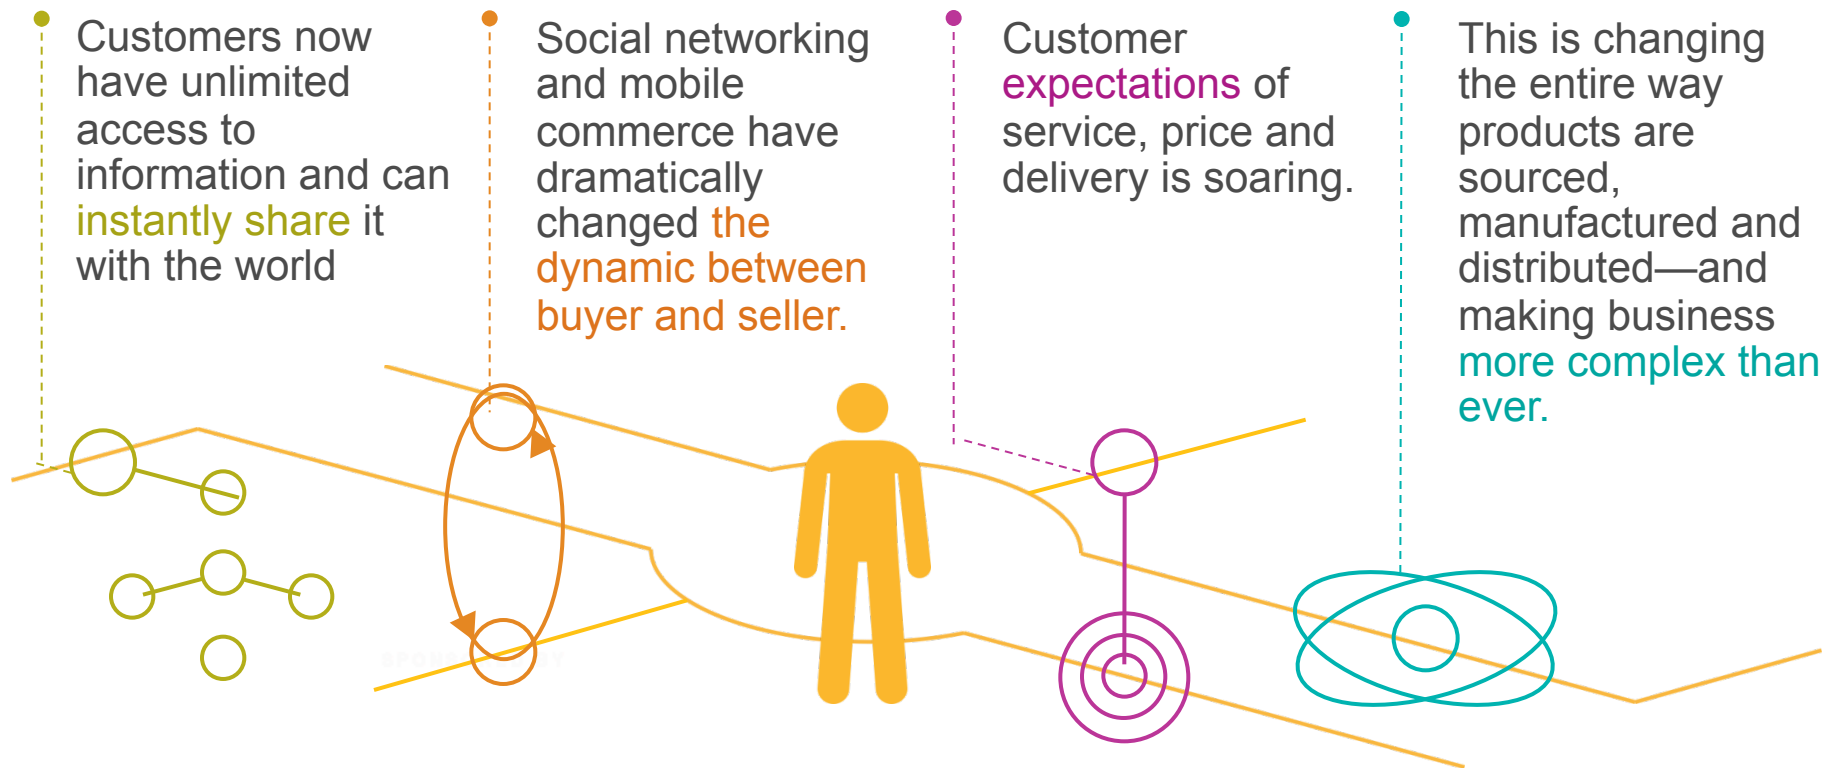 Customers now
have unlimited
access to
information and can
instantly share it
with the world
Social networking
and mobile
commerce have
dramatically
changed the
dynamic between
buyer and seller.
Customer
expectations of
service, price and
delivery is soaring.
This is changing
the entire way
products are
sourced,
manufactured and
distributed—and
making business
more complex than
ever.